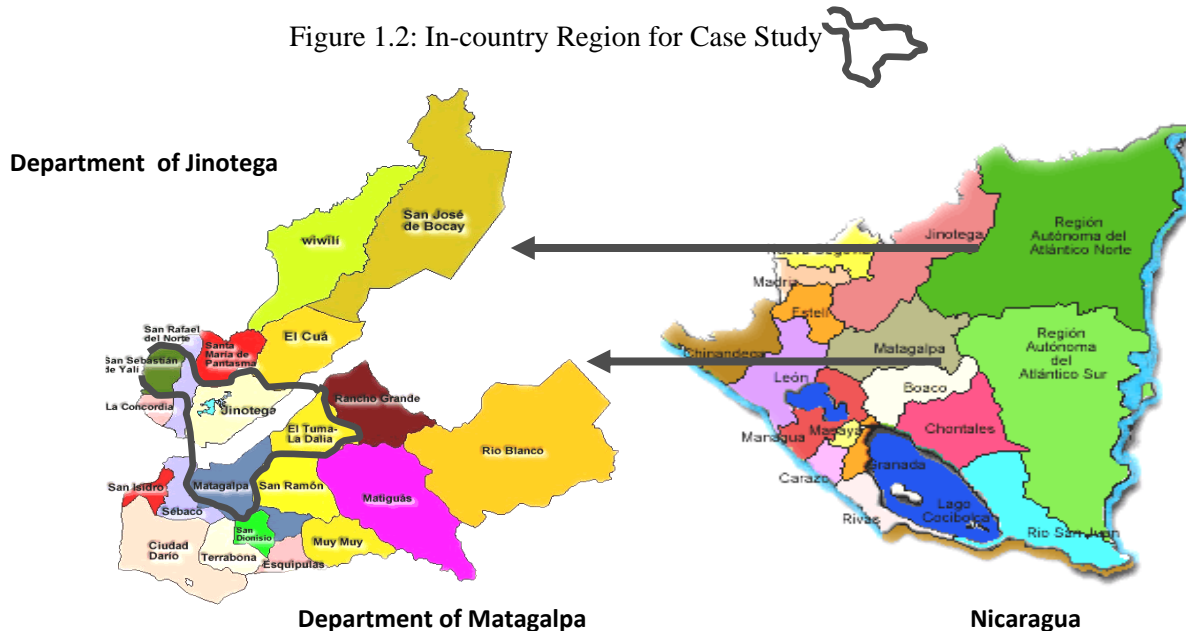 Figure 1.2: In-country Region for Case Study
Department of Jinotega
San José
de Bocay
wiwilí
San Rafael
del Norte
Santa
María de
Pantasma
El Cuá
San Sebastián
de Yalí
La Concordia
Jinotega
Rancho Grande
El Tuma-
La Dalia
Rio Blanco
San Isidro
Matagalpa
San Ramón
Matiguás
Sébaco
San
Dionisio
Ciudad
Darío
Terrabona
Muy Muy
Esquipulas
Department of Matagalpa
Jinotega
Región
Autónoma del
Atlántico Norte
Madriz
Estelí
Región
Autónoma
del
Atlántico Sur
Chinandega
Matagalpa
León
Boaco
Managua
Masaya
Chontales
Carazo
Granada
Rivas
Lago
Cocibolca
Rio San Juan
Nicaragua